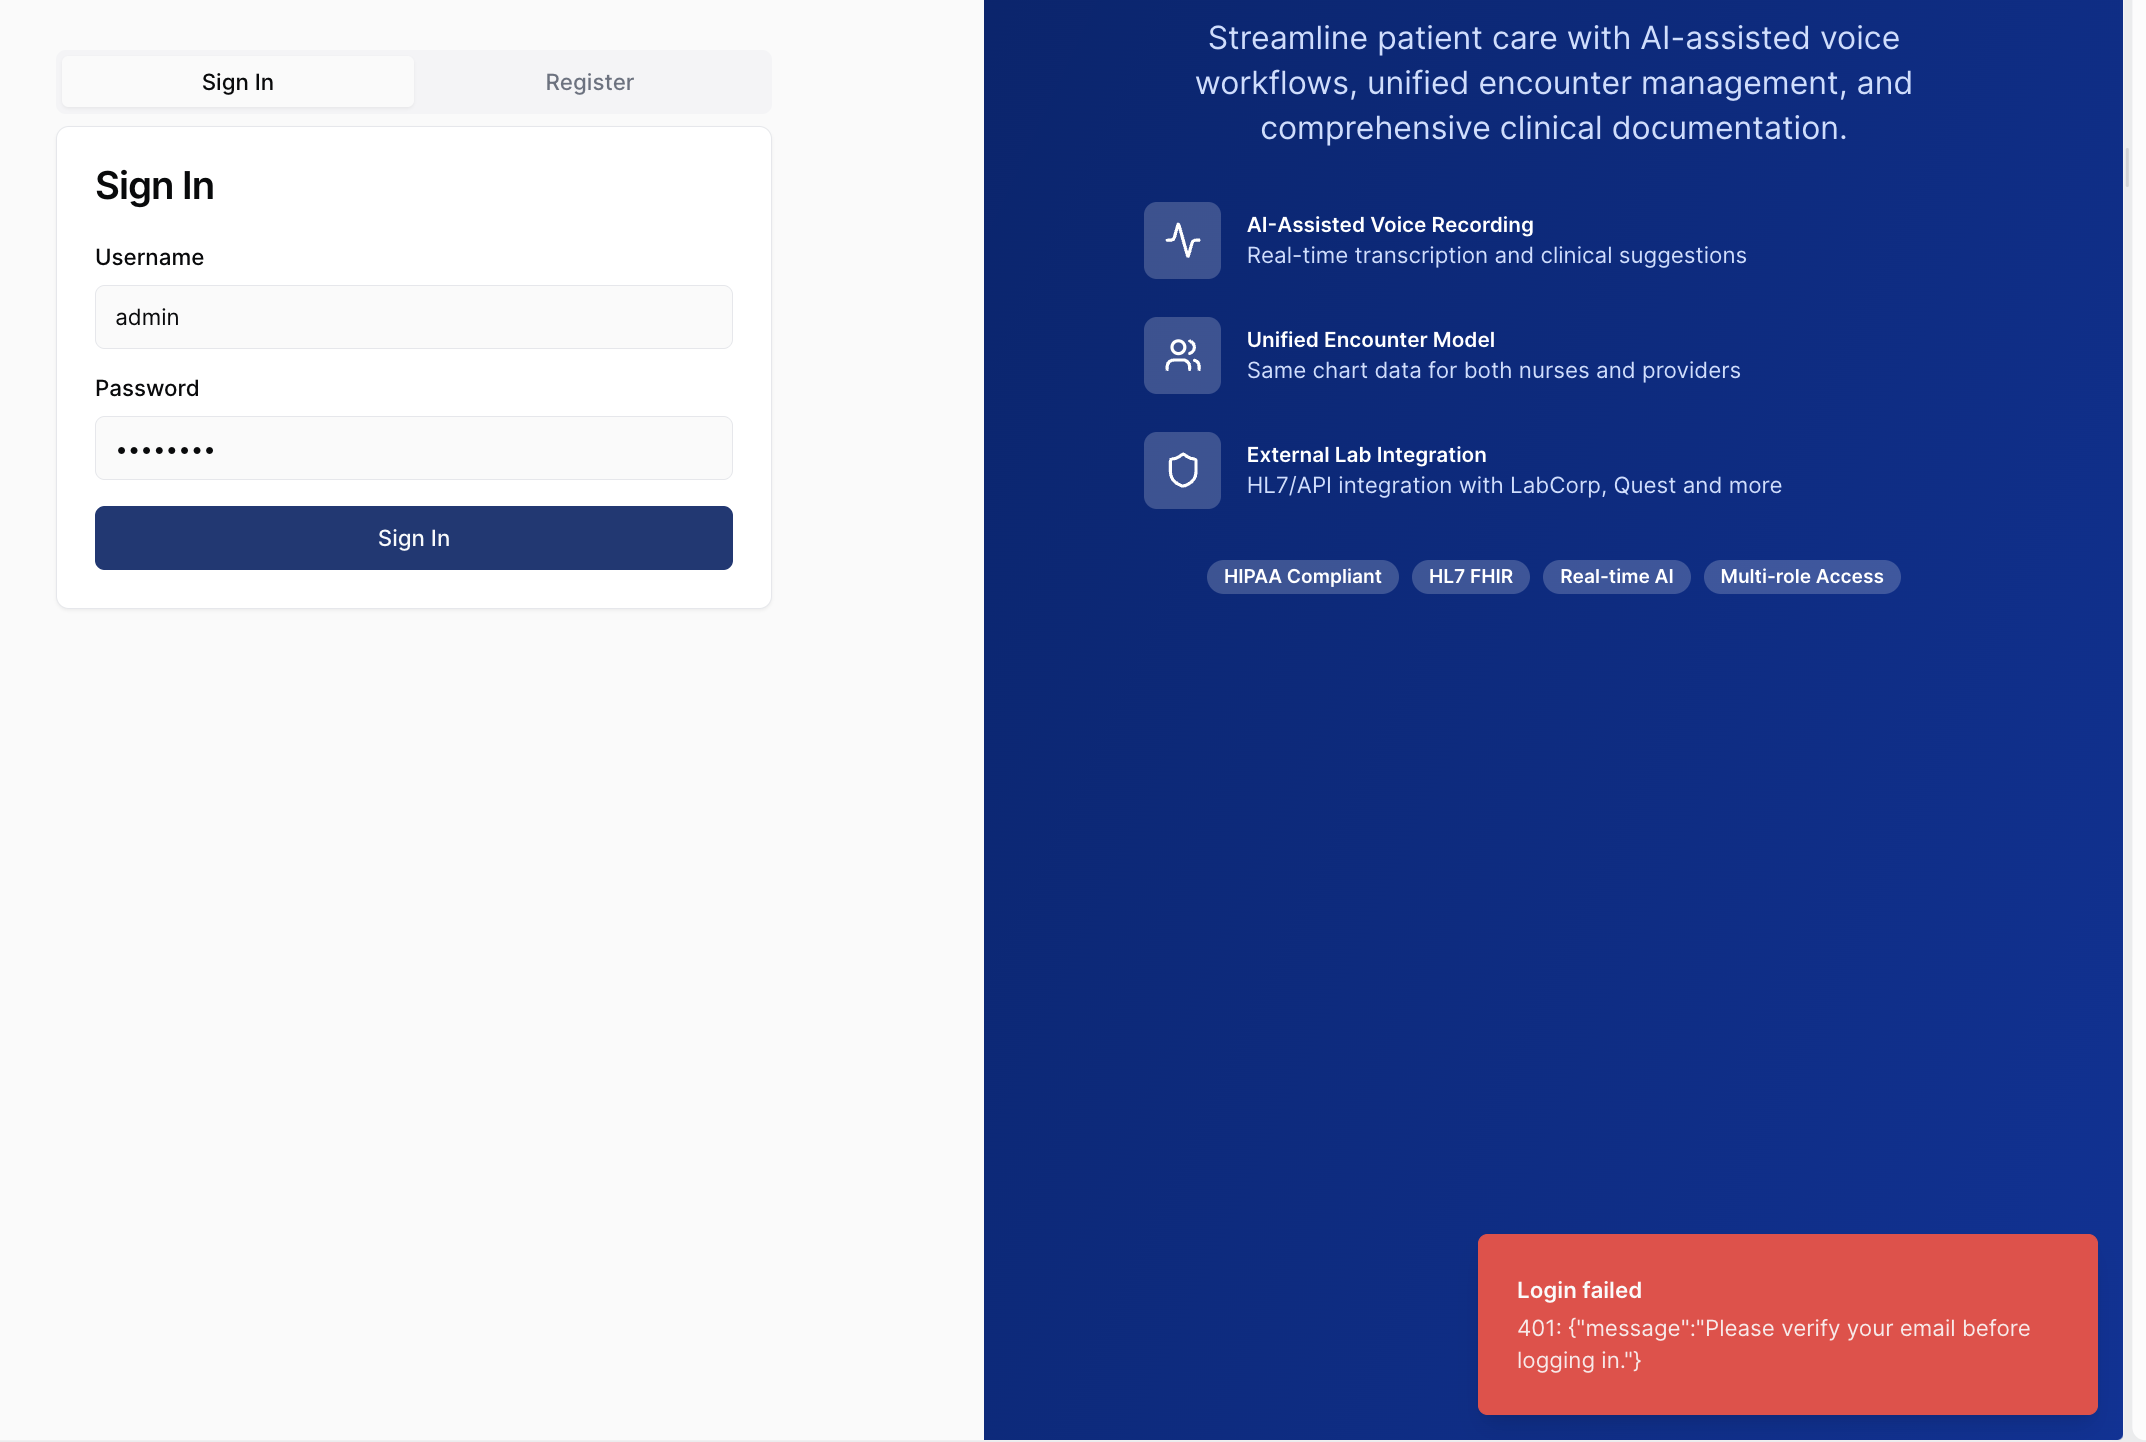 Sign In
Register
Sign In
Username
admin
Password
••••••••
Sign In
Streamline patient care with AI-assisted voice
workflows, unified encounter management, and
comprehensive clinical documentation.
AI-Assisted Voice Recording
Real-time transcription and clinical suggestions
Unified Encounter Model
Same chart data for both nurses and providers
External Lab Integration
HL7/API integration with LabCorp, Quest and more
HIPAA Compliant
HL7 FHIR
Real-time AI
Multi-role Access
Login failed
401: {"message":"Please verify your email before
logging in."}